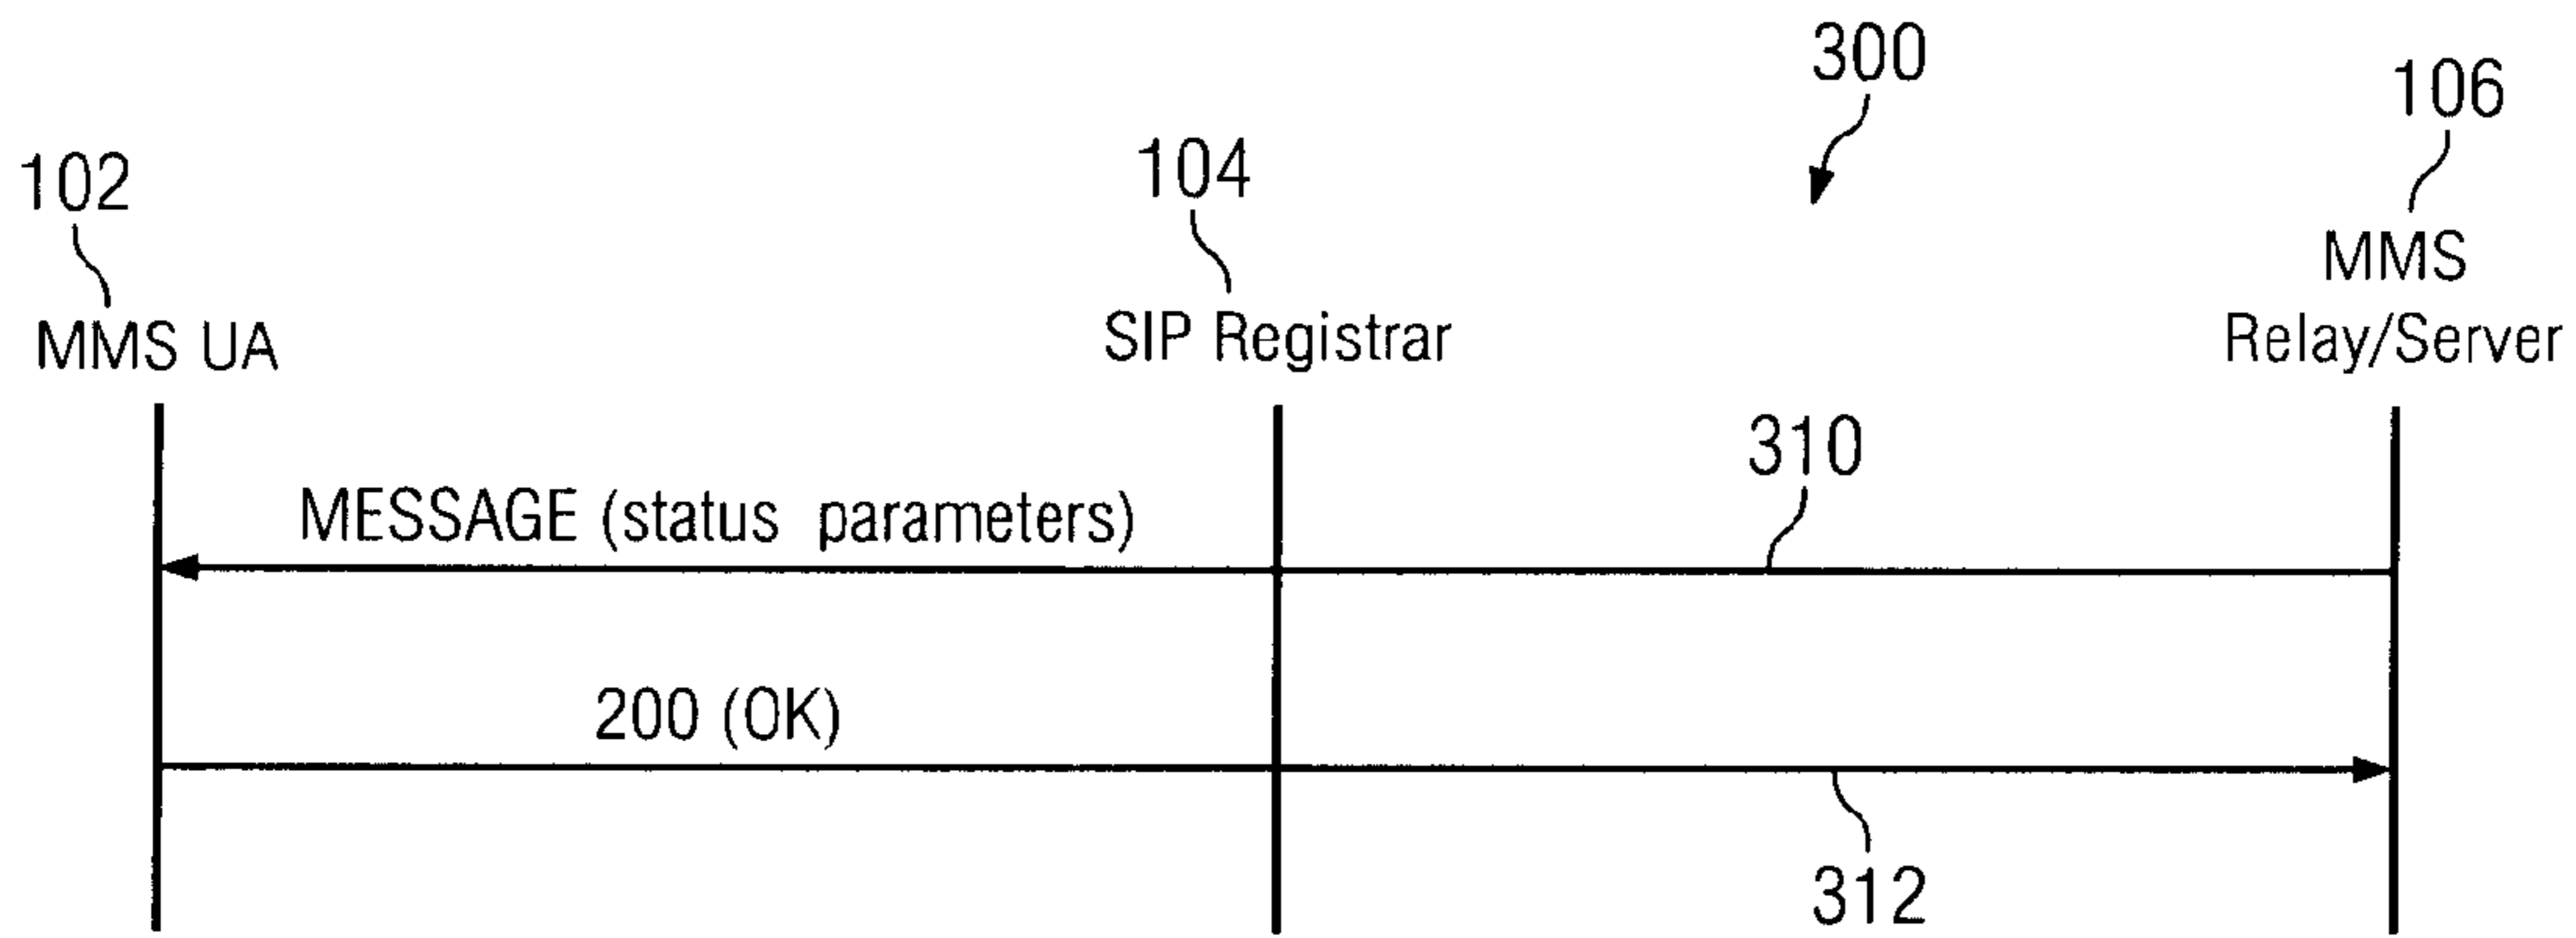 300
106
104
102
MMS
Relay/Server
SIP Registrar
MMS UA
310
MESSAGE (status parameters)
200 (OK)
312